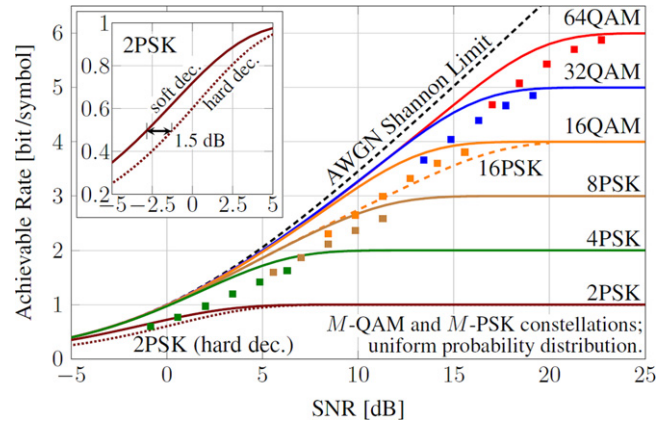 2PSK
soft dec.
hard dec.
1.5 dB
1
0.8
0.6
0.4
0.2
-5
-2.5
0
2.5
5
AWGN Shannon Limit
64QAM
32QAM
16QAM
16PSK
8PSK
4PSK
2PSK
2PSK (hard dec.)
M-QAM and M-PSK constellations;
uniform probability distribution.
Achievable Rate [bit/symbol]
6
5
4
3
2
1
0
-5
0
5
10
15
20
25
SNR [dB]